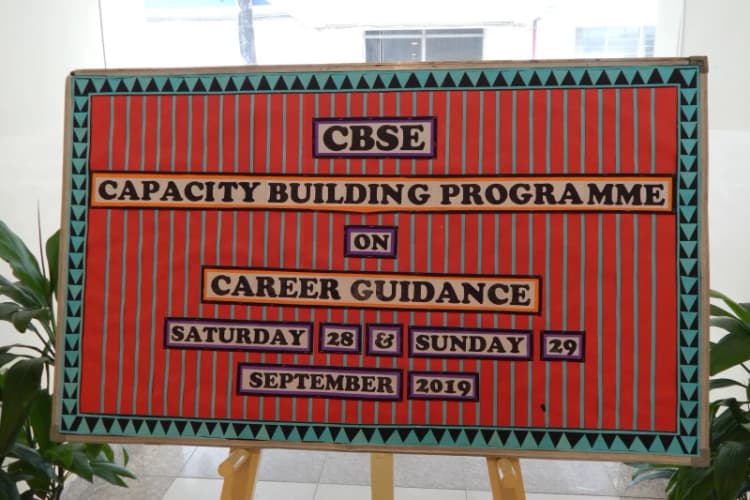 CBSE
CAPACITY BUILDING PROGRAMME
ON
CAREER GUIDANCE
SATURDAY 28 & SUNDAY 29
SEPTEMBER 2019